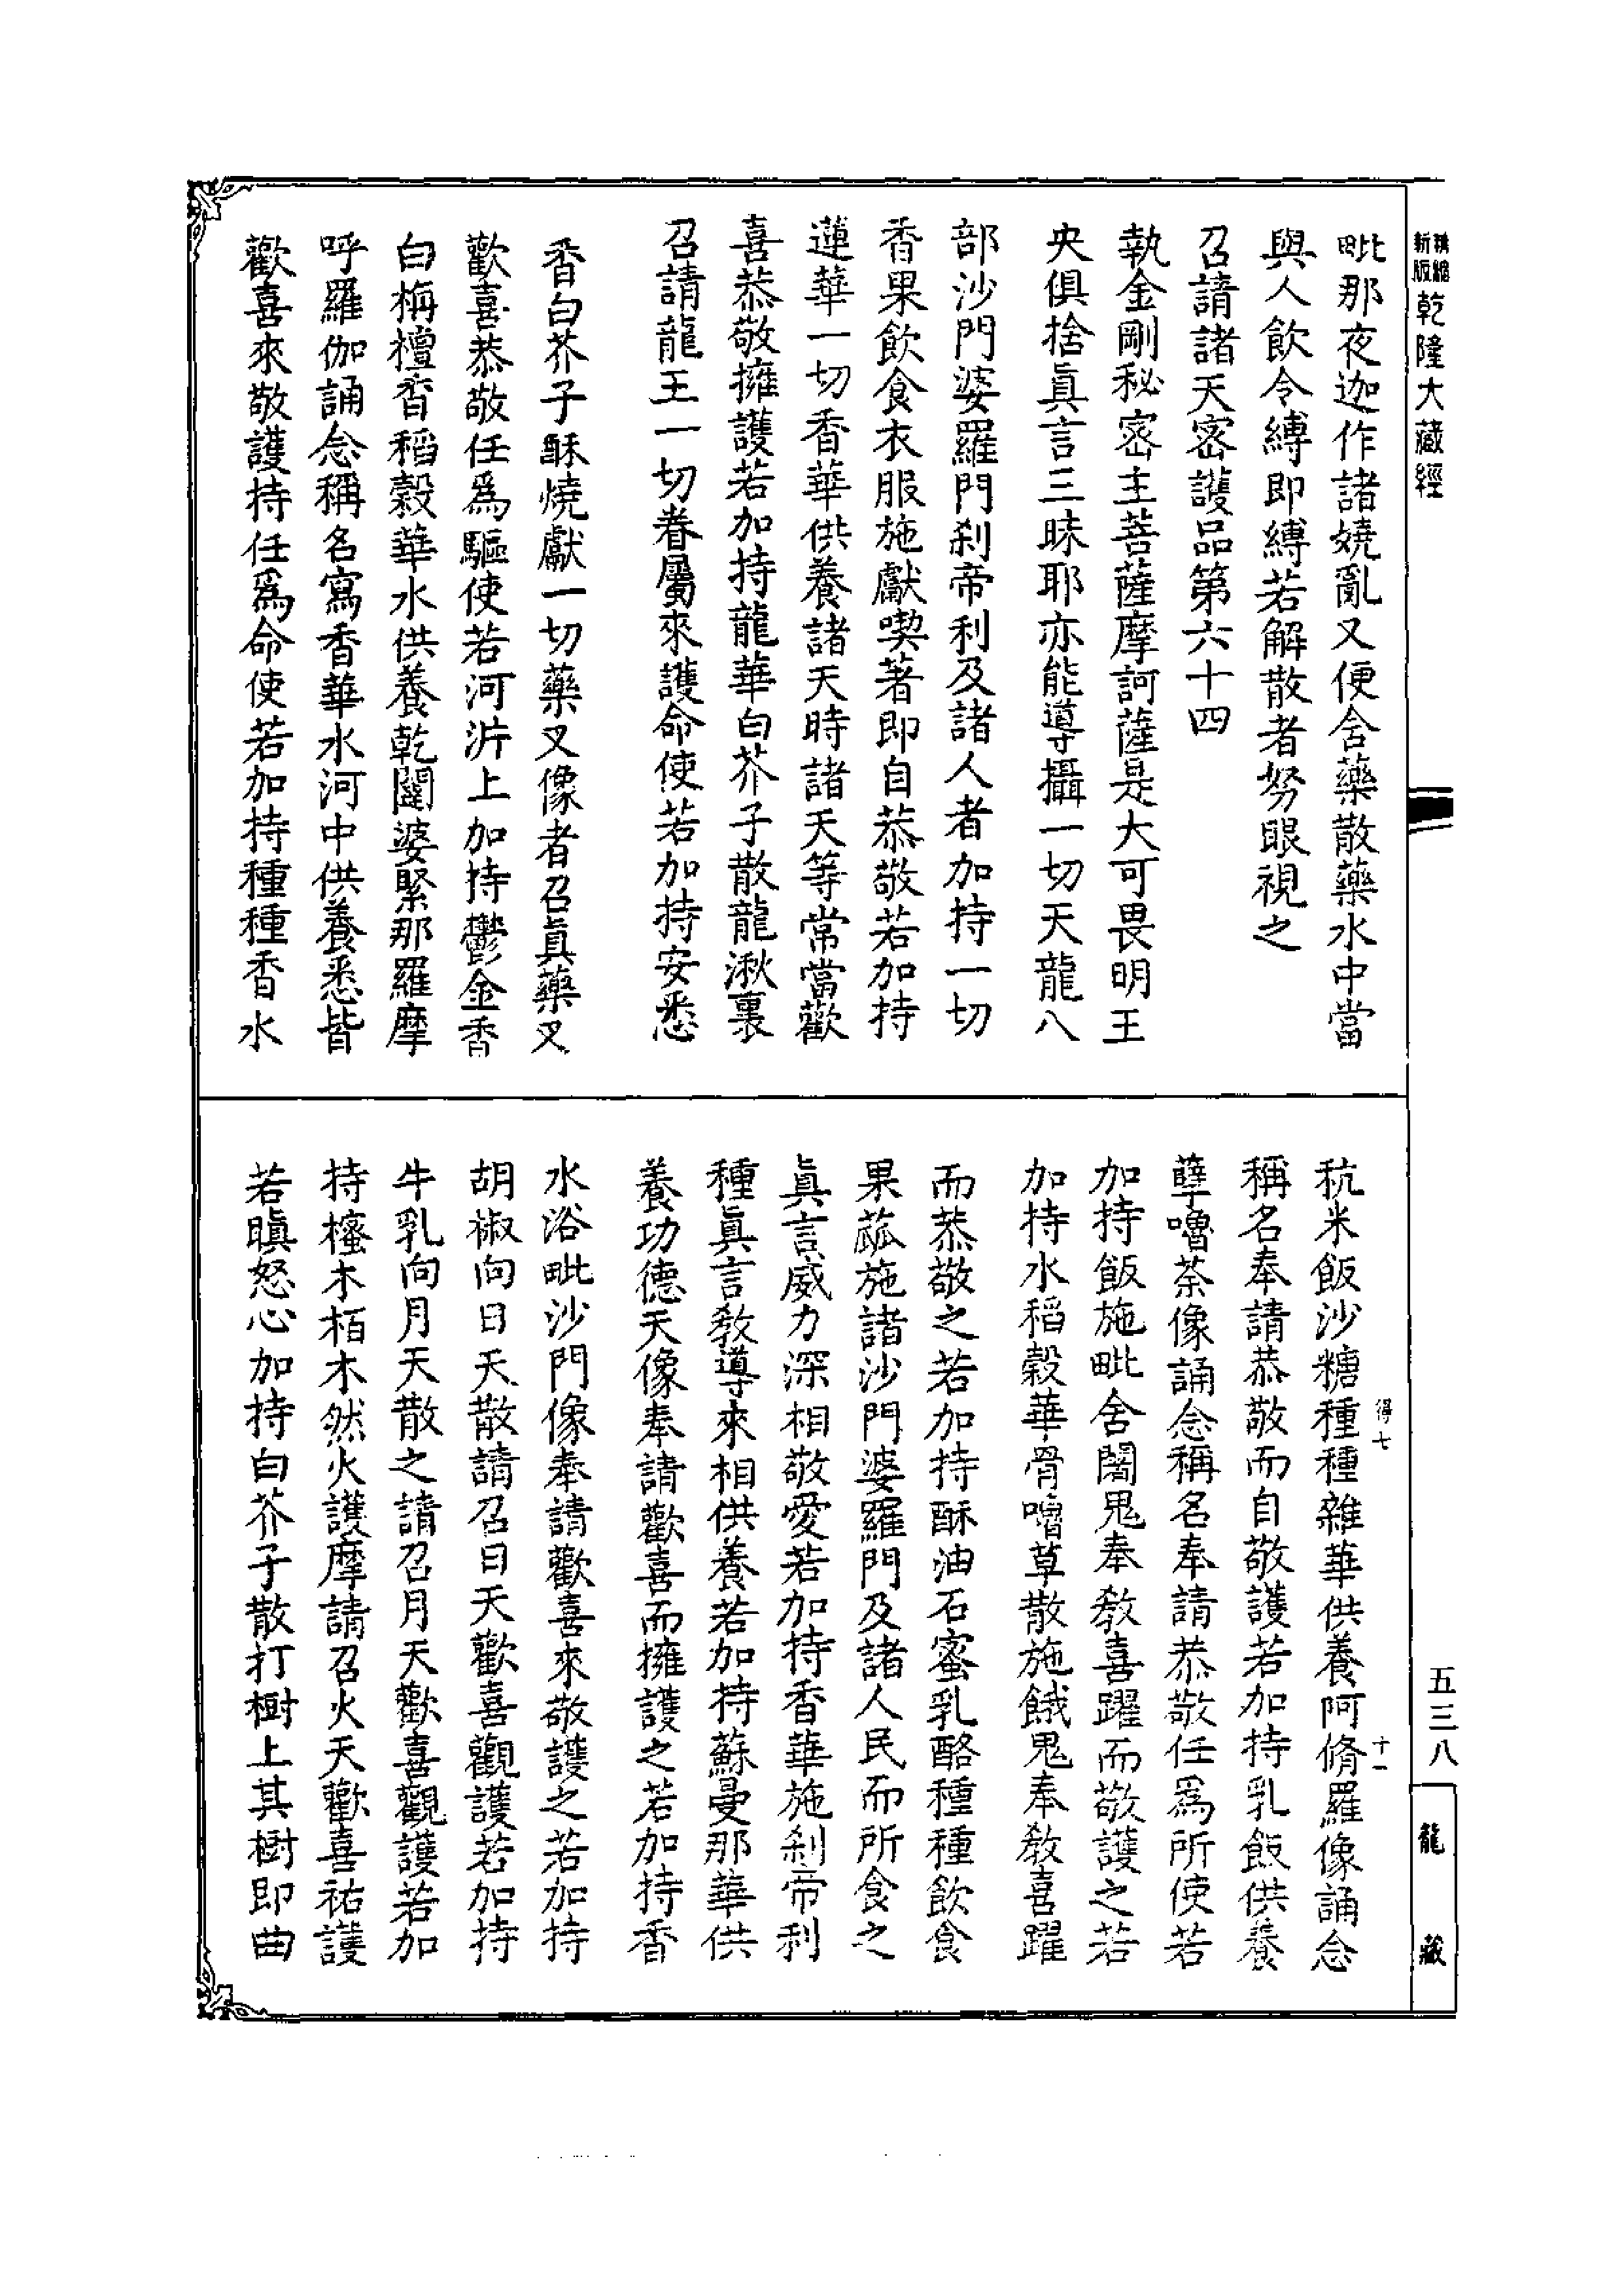 精縮
新版
乾隆大藏經
毗那夜迦作諸嬈亂又便含藥散藥水中當
與人飲令縛即縛若解散者努眼視之
召請諸天密護品第六十四
執金剛秘密主菩薩摩訶薩是大可畏明王
央俱捨眞言三昧耶亦能導攝一切天龍八
部沙門婆羅門刹帝利及諸人者加持一切
香果飲食衣服施獻喫著即自恭敬若加持
蓮華一切香華供養諸天時諸天等常當歡
喜恭敬擁護若加持龍華白芥子散龍湫裏
召請龍王一切眷屬來護命使若加持安悉
香白芥子酥燒獻一切藥叉像者召眞藥叉
歡喜恭敬任爲驅使若河泝上加持鬱金香
白栴檀香稻穀華水供養乾闥婆緊那羅摩
呼羅伽誦念稱名寫香華水河中供養悉皆
歡喜來敬護持任爲命使若加持種種香水
秔米飯沙糖種種雜華供養阿脩羅像誦念
稱名奉請恭敬而自敬護若加持乳飯供養
孽嚕荼像誦念稱名奉請恭敬任爲所使若
加持飯施毗舍闍鬼奉敎喜躍而敬護之若
加持水稻穀華骨嚕草散施餓鬼奉敎喜躍
而恭敬之若加持酥油石蜜乳酪種種飲食
果蓏施諸沙門婆羅門及諸人民而所食之
眞言威力深相敬愛若加持香華施刹帝利
種眞言敎導來相供養若加持蘇曼那華供
養功德天像奉請歡喜而擁護之若加持香
水浴毗沙門像奉請歡喜來敬護之若加持
胡椒向日天散請召日天歡喜觀護若加持
牛乳向月天散之請召月天歡喜觀護若加
持櫁木栢木然火護摩請召火天歡喜祐護
若瞋怒心加持白芥子散打樹上其樹即曲
得七
十一
五三八
龍藏